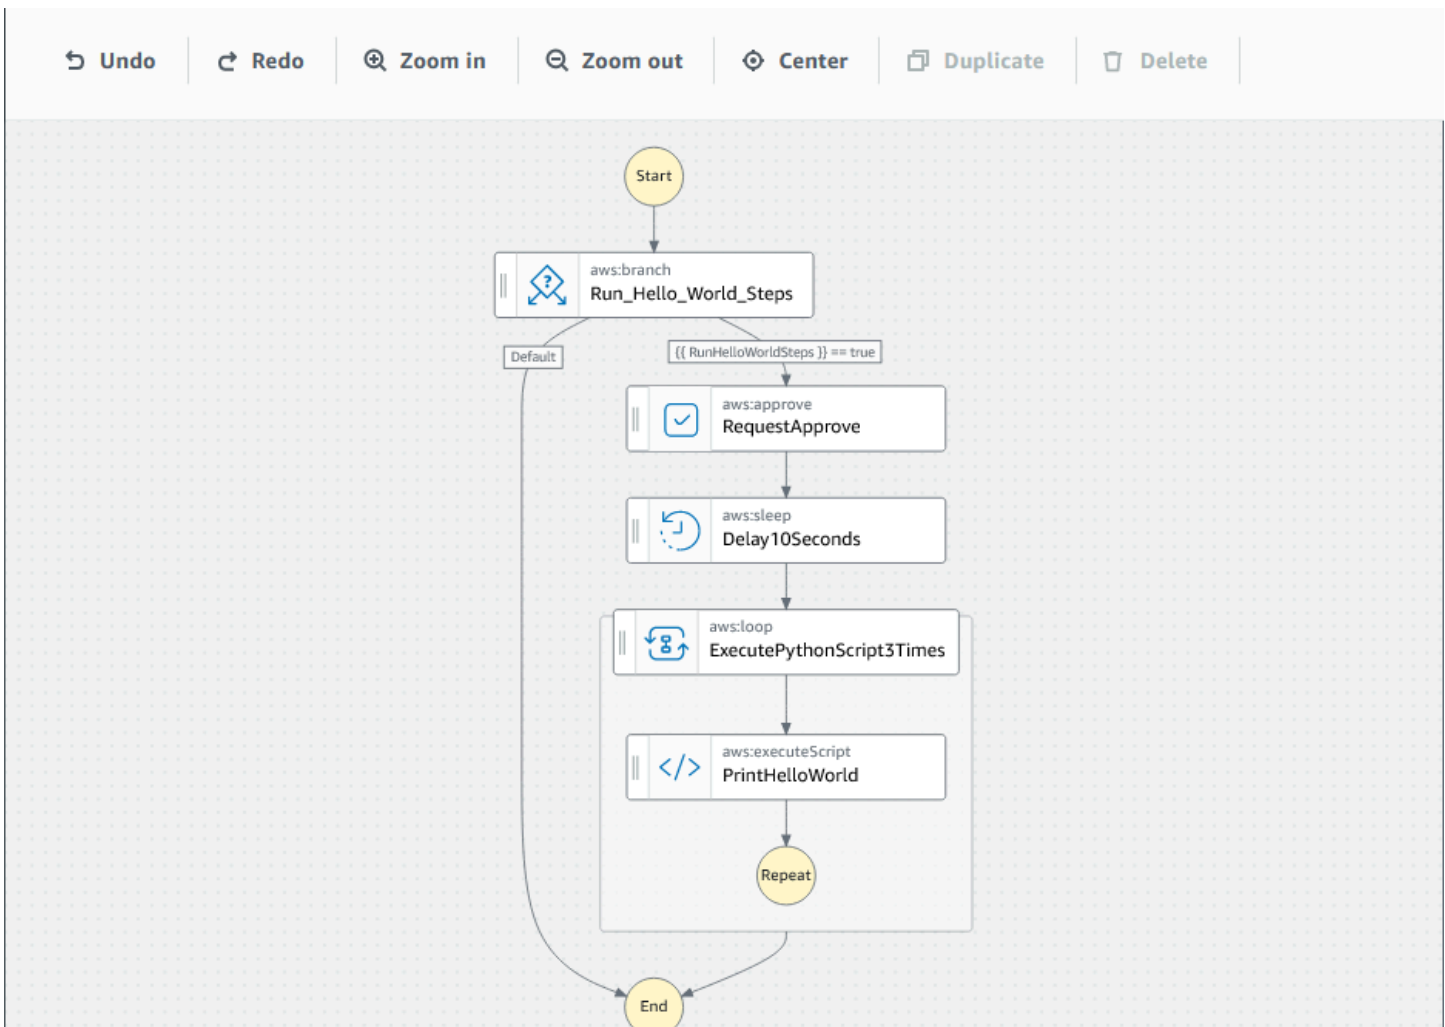 Undo Redo Zoom in Zoom out Center Duplicate Delete
Start
aws:branch
Run_Hello_World_Steps
Default
{{ RunHelloWorldSteps }} == true
aws:approve
RequestApprove
aws:sleep
Delay10Seconds
aws:loop
ExecutePythonScript3Times
aws:executeScript
PrintHelloWorld
Repeat
End